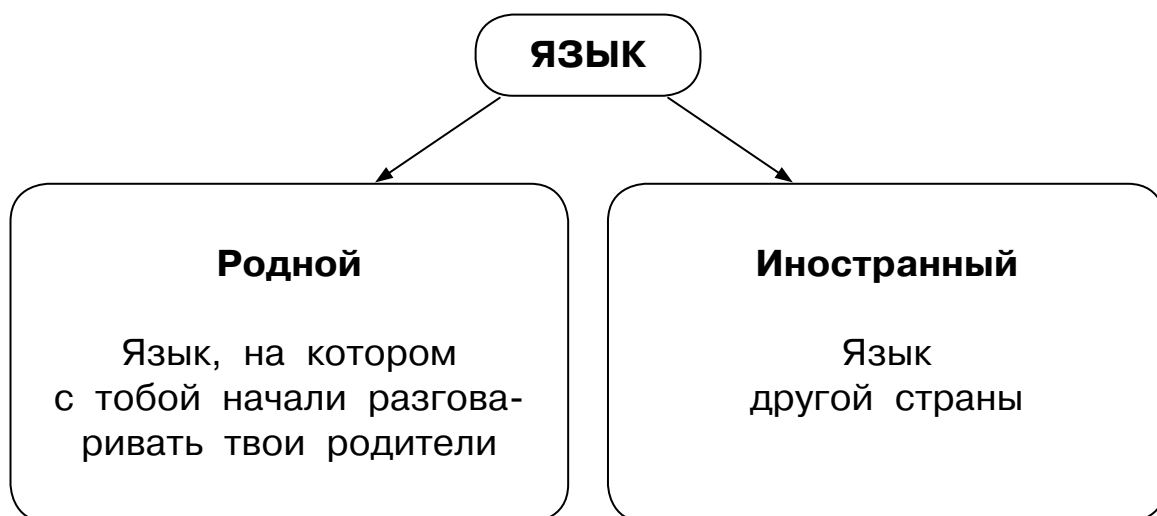 ЯЗЫК
Родной
Язык, на котором
с тобой начали разгова-
ривать твои родители
Иностранный
Язык
другой страны